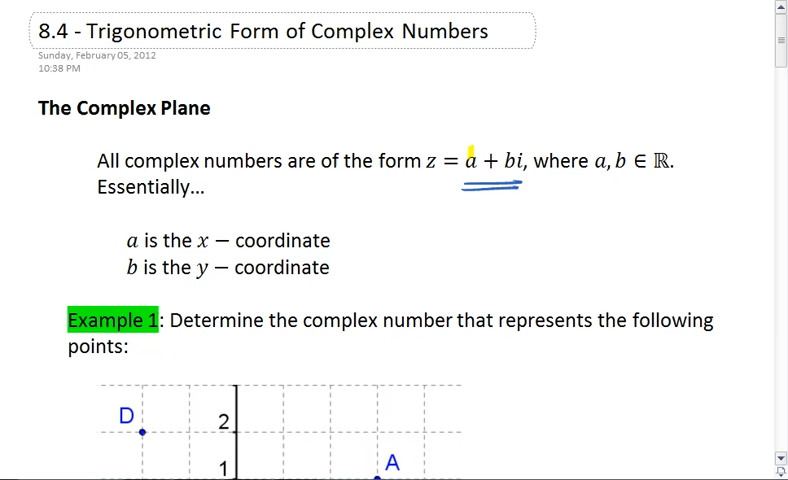 8.4 - Trigonometric Form of Complex Numbers
Sunday, February 05, 2012
10:38 PM
The Complex Plane
All complex numbers are of the form z = a + bi, where a, b ∈ ℝ.
Essentially...
a is the x − coordinate
b is the y − coordinate
Example 1: Determine the complex number that represents the following
points:
D
2
A
1